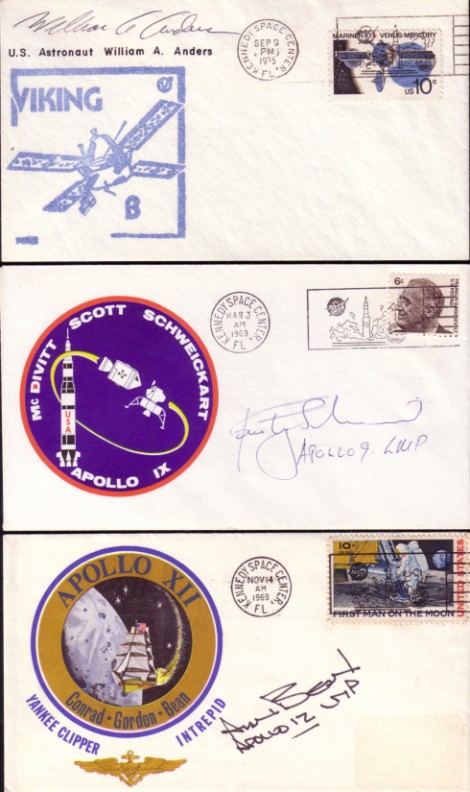 William A Anders
U.S. Astronaut William A. Anders
KENNEDY SPACE CENTER,
SEP 9
PM
1975
FL
MARINER 10 ★ VENUS/MERCURY
US 10c
VIKING
B
McDIVITT SCOTT SCHWEICKART
USA
APOLLO IX
KENNEDY SPACE CENTER,
MAR 3
AM
1969
FL
6c
APOLLO 9 LMP
APOLLO XII
Conrad • Gordon • Bean
YANKEE CLIPPER
INTREPID
KENNEDY SPACE CENTER,
NOV 14
AM
1969
FL
10c
UNITED STATES
FIRST MAN ON THE MOON
Bean
APOLLO 12 LMP